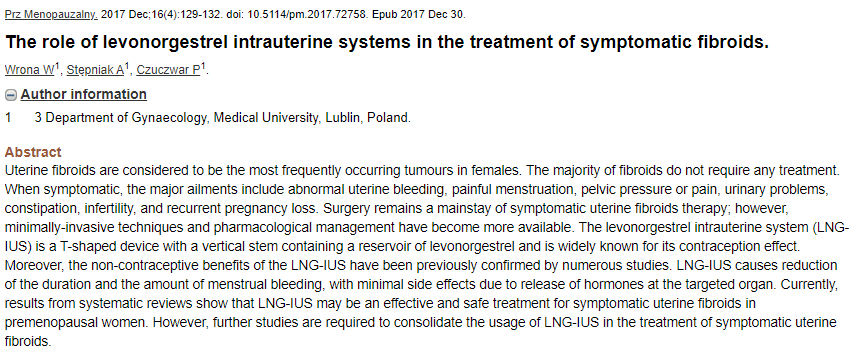 Prz Menopauzalny. 2017 Dec;16(4):129-132. doi: 10.5114/pm.2017.72758. Epub 2017 Dec 30.
The role of levonorgestrel intrauterine systems in the treatment of symptomatic fibroids.
Wrona W1, Stępniak A1, Czuczwar P1.
Author information
1 3 Department of Gynaecology, Medical University, Lublin, Poland.
Abstract
Uterine fibroids are considered to be the most frequently occurring tumours in females. The majority of fibroids do not require any treatment.
When symptomatic, the major ailments include abnormal uterine bleeding, painful menstruation, pelvic pressure or pain, urinary problems,
constipation, infertility, and recurrent pregnancy loss. Surgery remains a mainstay of symptomatic uterine fibroids therapy; however,
minimally-invasive techniques and pharmacological management have become more available. The levonorgestrel intrauterine system (LNG-
IUS) is a T-shaped device with a vertical stem containing a reservoir of levonorgestrel and is widely known for its contraception effect.
Moreover, the non-contraceptive benefits of the LNG-IUS have been previously confirmed by numerous studies. LNG-IUS causes reduction
of the duration and the amount of menstrual bleeding, with minimal side effects due to release of hormones at the targeted organ. Currently,
results from systematic reviews show that LNG-IUS may be an effective and safe treatment for symptomatic uterine fibroids in
premenopausal women. However, further studies are required to consolidate the usage of LNG-IUS in the treatment of symptomatic uterine
fibroids.